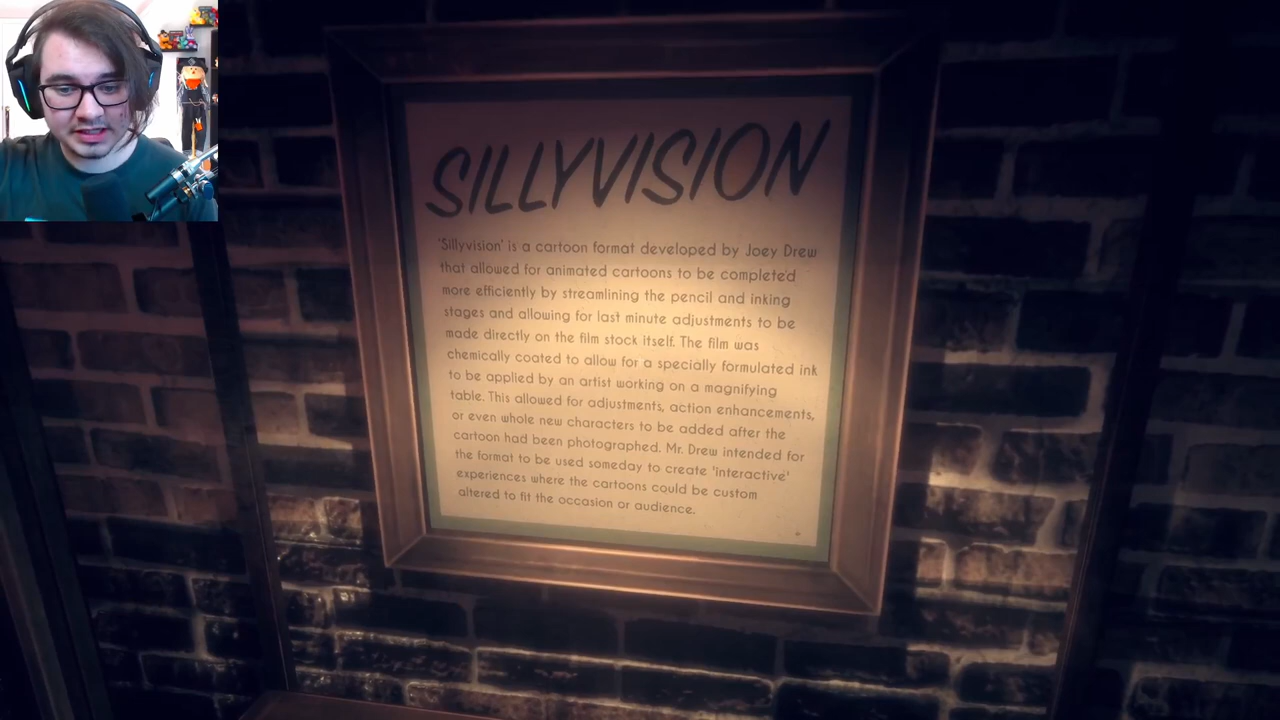 SILLYVISION
'Sillyvision' is a cartoon format developed by Joey Drew
that allowed for animated cartoons to be completed
more efficiently by streamlining the pencil and inking
stages and allowing for last minute adjustments to be
made directly on the film stock itself. The film was
chemically coated to allow for a specially formulated ink
to be applied by an artist working on a magnifying
table. This allowed for adjustments, action enhancements,
or even whole new characters to be added after the
cartoon had been photographed. Mr. Drew intended for
the format to be used someday to create 'interactive'
experiences where the cartoons could be custom
altered to fit the occasion or audience.